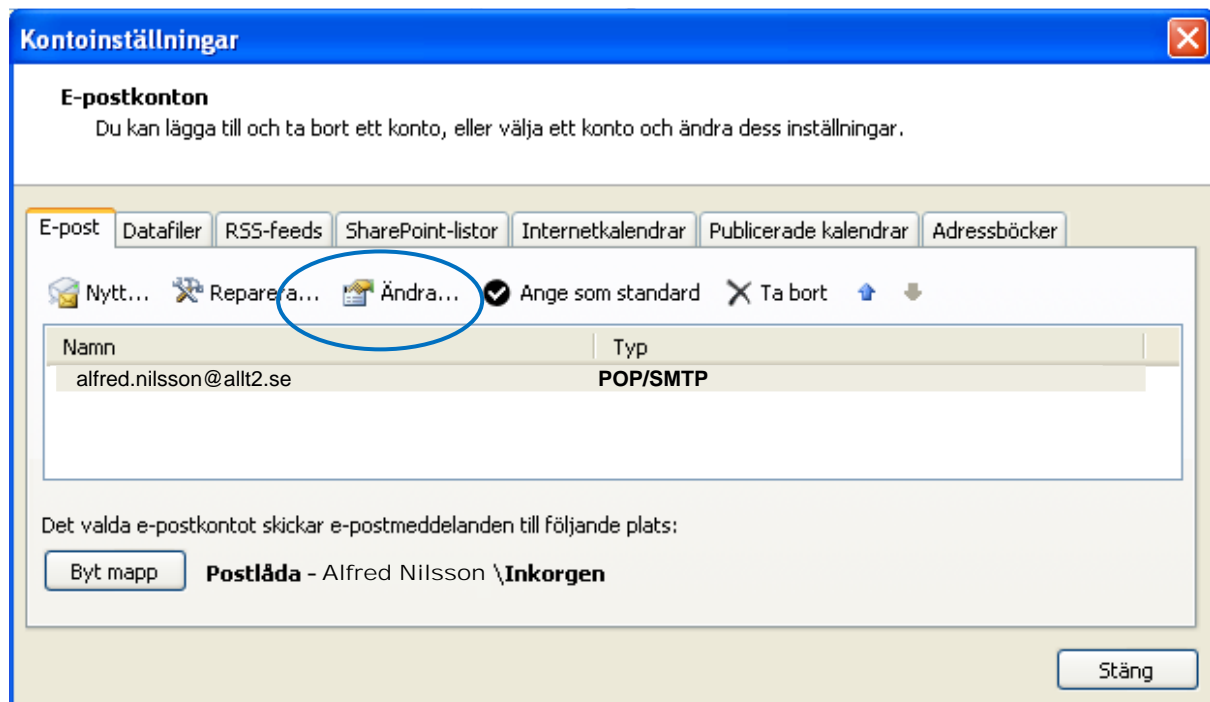 Kontoinställningar
E-postkonton
Du kan lägga till och ta bort ett konto, eller välja ett konto och ändra dess inställningar.
E-post Datafiler RSS-feeds SharePoint-listor Internetkalendrar Publicerade kalendrar Adressböcker
Nytt... Reparera... Ändra... Ange som standard Ta bort
Namn Typ
alfred.nilsson@allt2.se POP/SMTP
Det valda e-postkontot skickar e-postmeddelanden till följande plats:
Byt mapp Postlåda - Alfred Nilsson \Inkorgen
Stäng